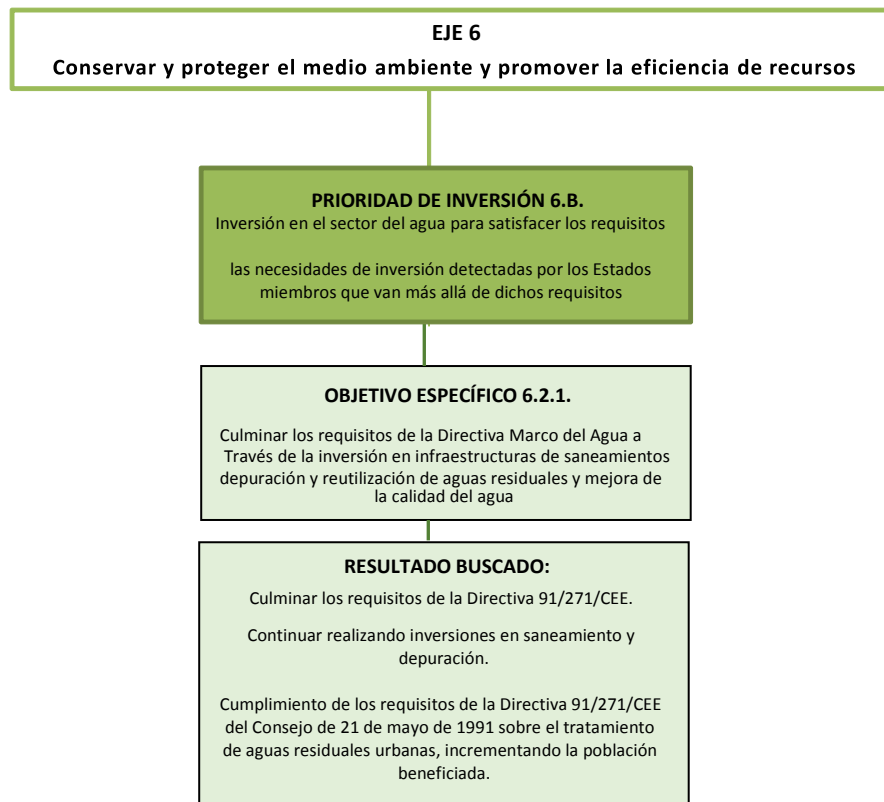 EJE 6
Conservar y proteger el medio ambiente y promover la eficiencia de recursos
PRIORIDAD DE INVERSIÓN 6.B.
Inversión en el sector del agua para satisfacer los requisitos
las necesidades de inversión detectadas por los Estados
miembros que van más allá de dichos requisitos
OBJETIVO ESPECÍFICO 6.2.1.
Culminar los requisitos de la Directiva Marco del Agua a
Través de la inversión en infraestructuras de saneamientos
depuración y reutilización de aguas residuales y mejora de
la calidad del agua
RESULTADO BUSCADO:
Culminar los requisitos de la Directiva 91/271/CEE.
Continuar realizando inversiones en saneamiento y
depuración.
Cumplimiento de los requisitos de la Directiva 91/271/CEE
del Consejo de 21 de mayo de 1991 sobre el tratamiento
de aguas residuales urbanas, incrementando la población
beneficiada.